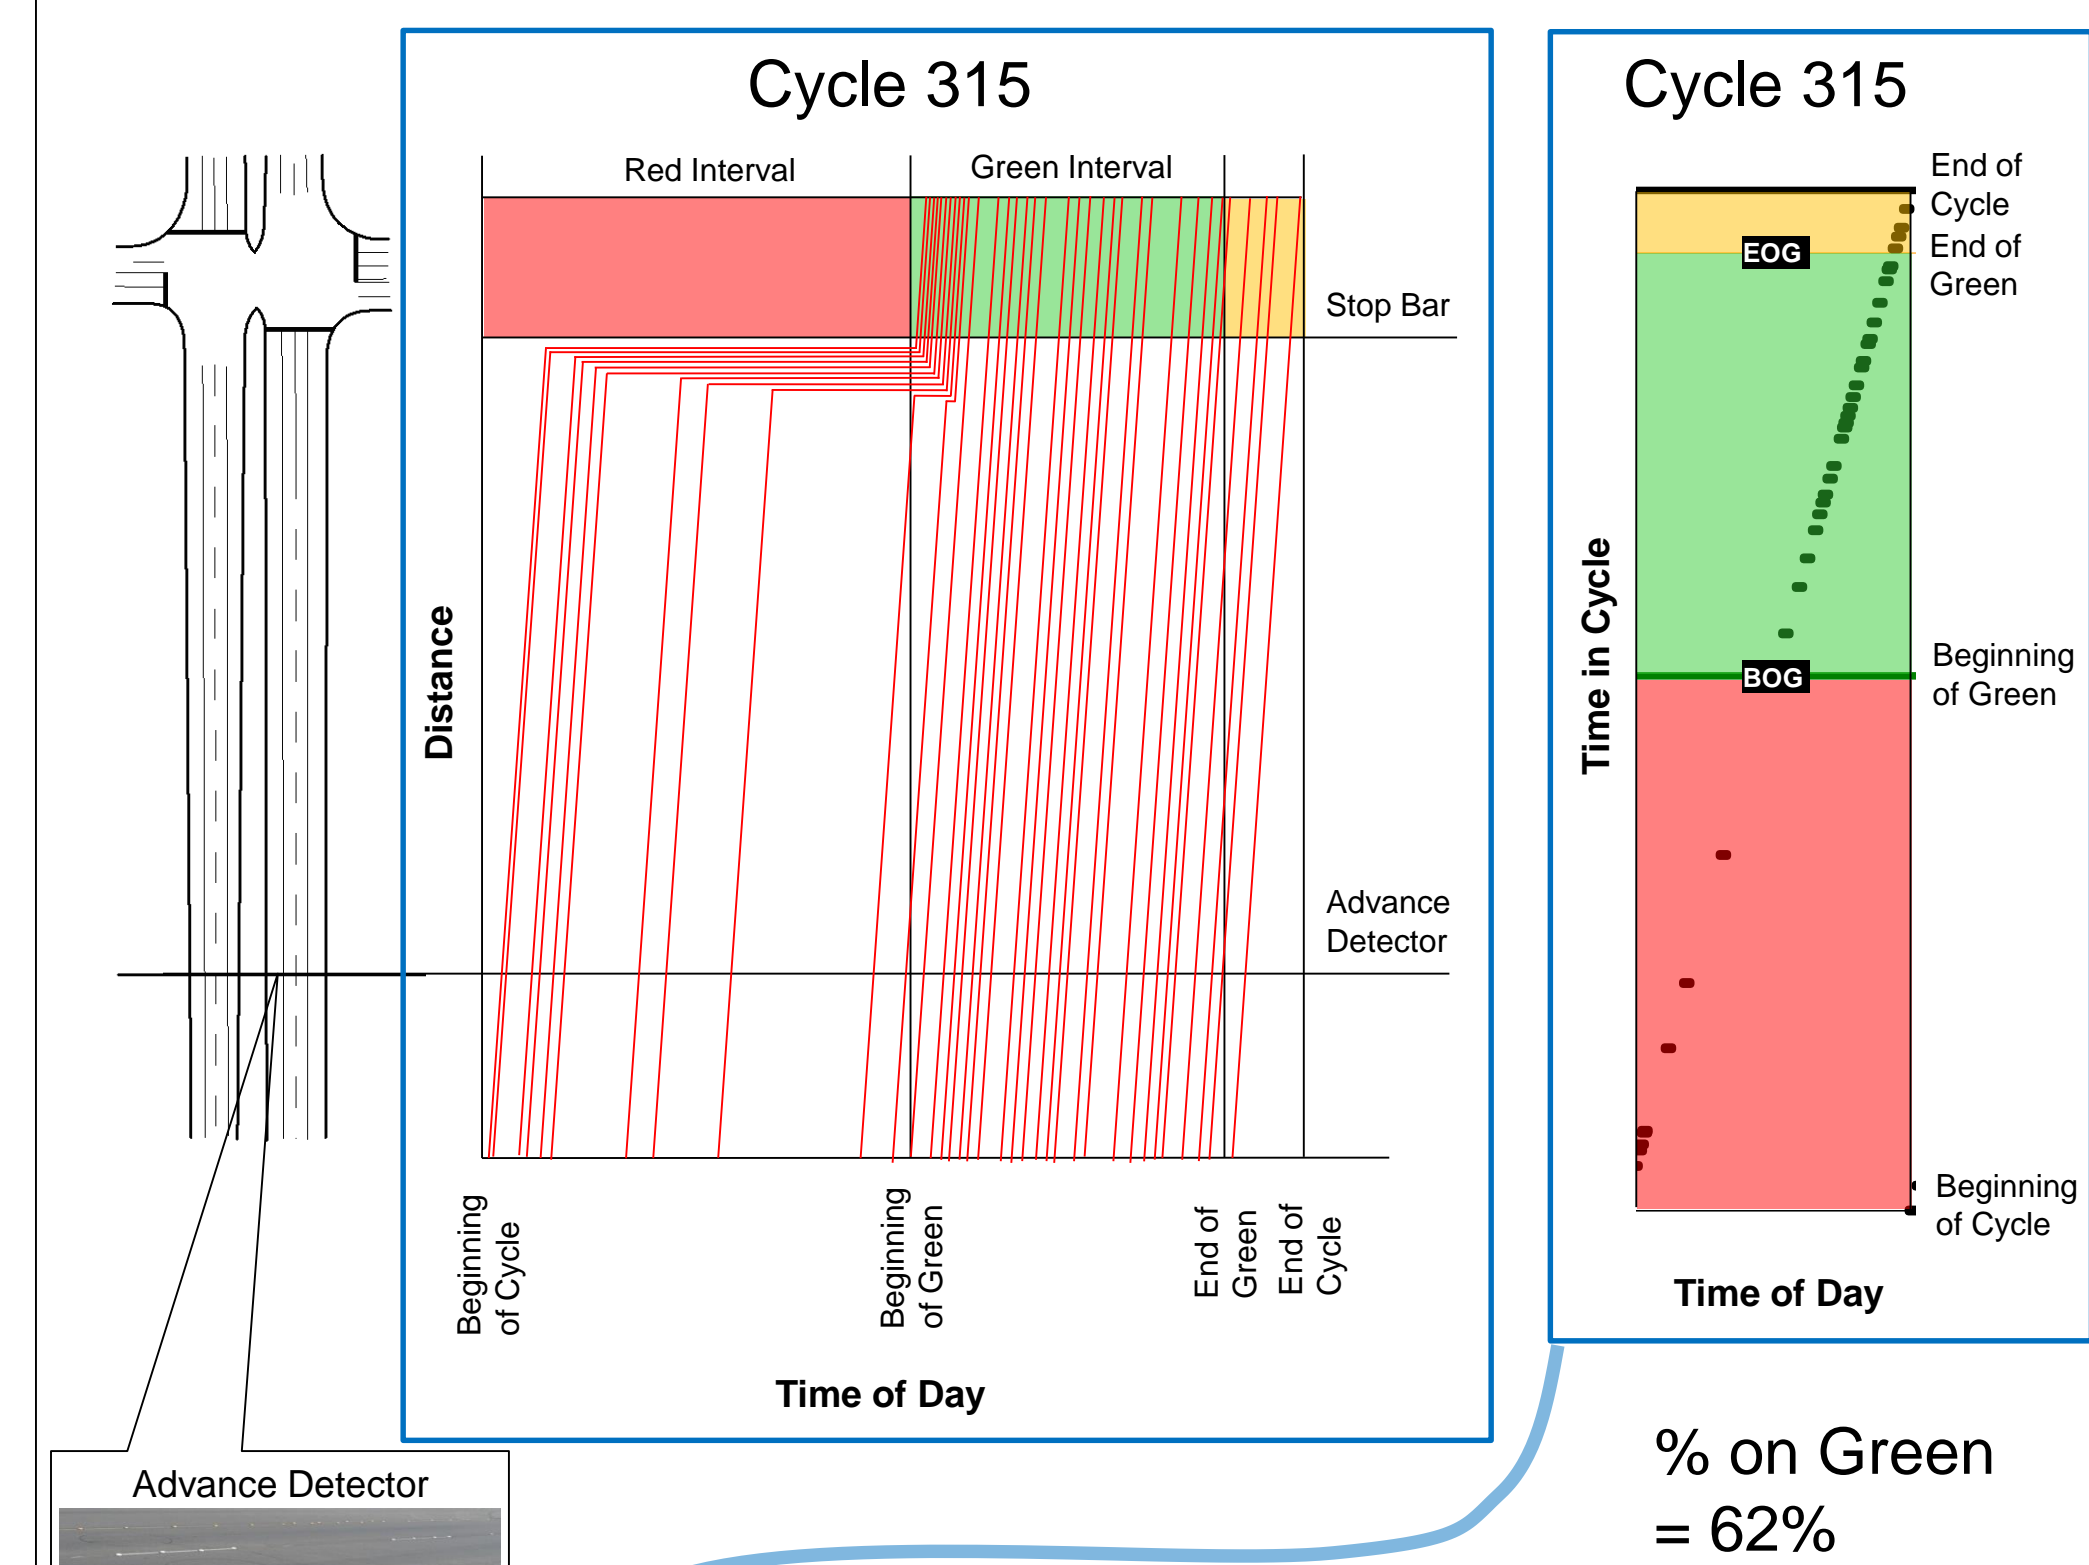 Cycle 315
Red Interval
Green Interval
Stop Bar
Distance
Advance
Detector
Beginning
of Cycle
Beginning
of Green
End of
Green
End of
Cycle
Time of Day
Advance Detector
Cycle 315
End of
Cycle
End of
Green
EOG
Time in Cycle
Beginning
of Green
BOG
Beginning
of Cycle
Time of Day
% on Green
= 62%